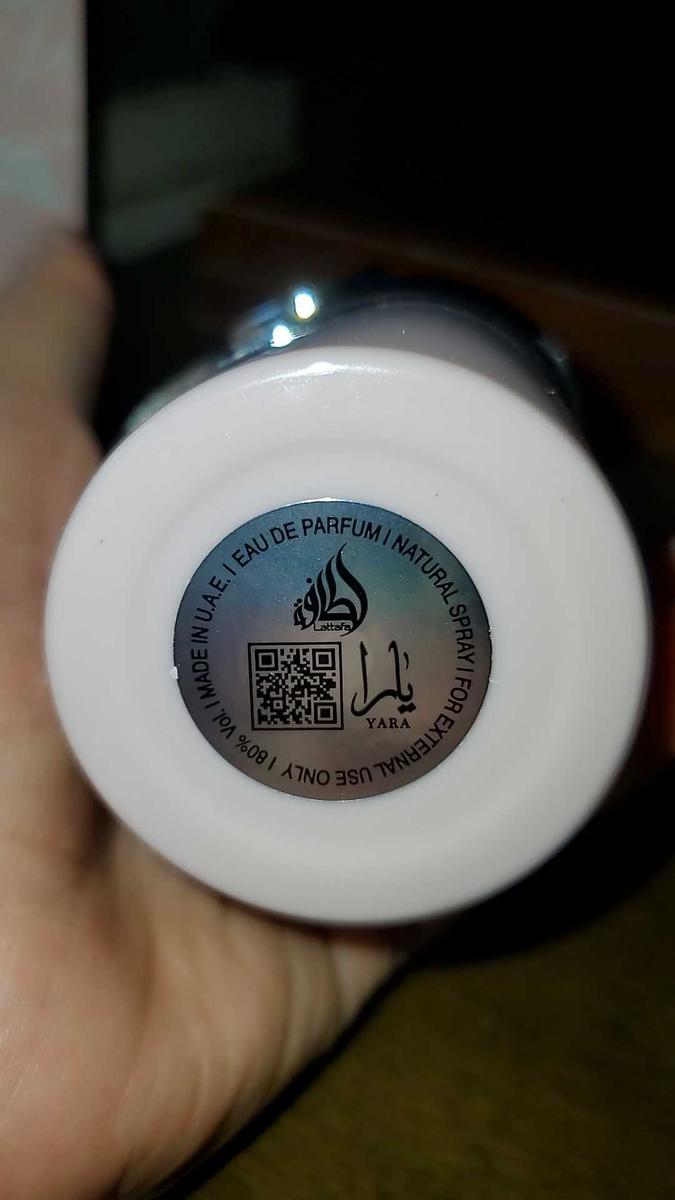 EAU DE PARFUM | NATURAL SPRAY | FOR EXTERNAL USE ONLY | 80% Vol. | MADE IN U.A.E. |
لطافة
Lattafa
يارا
YARA